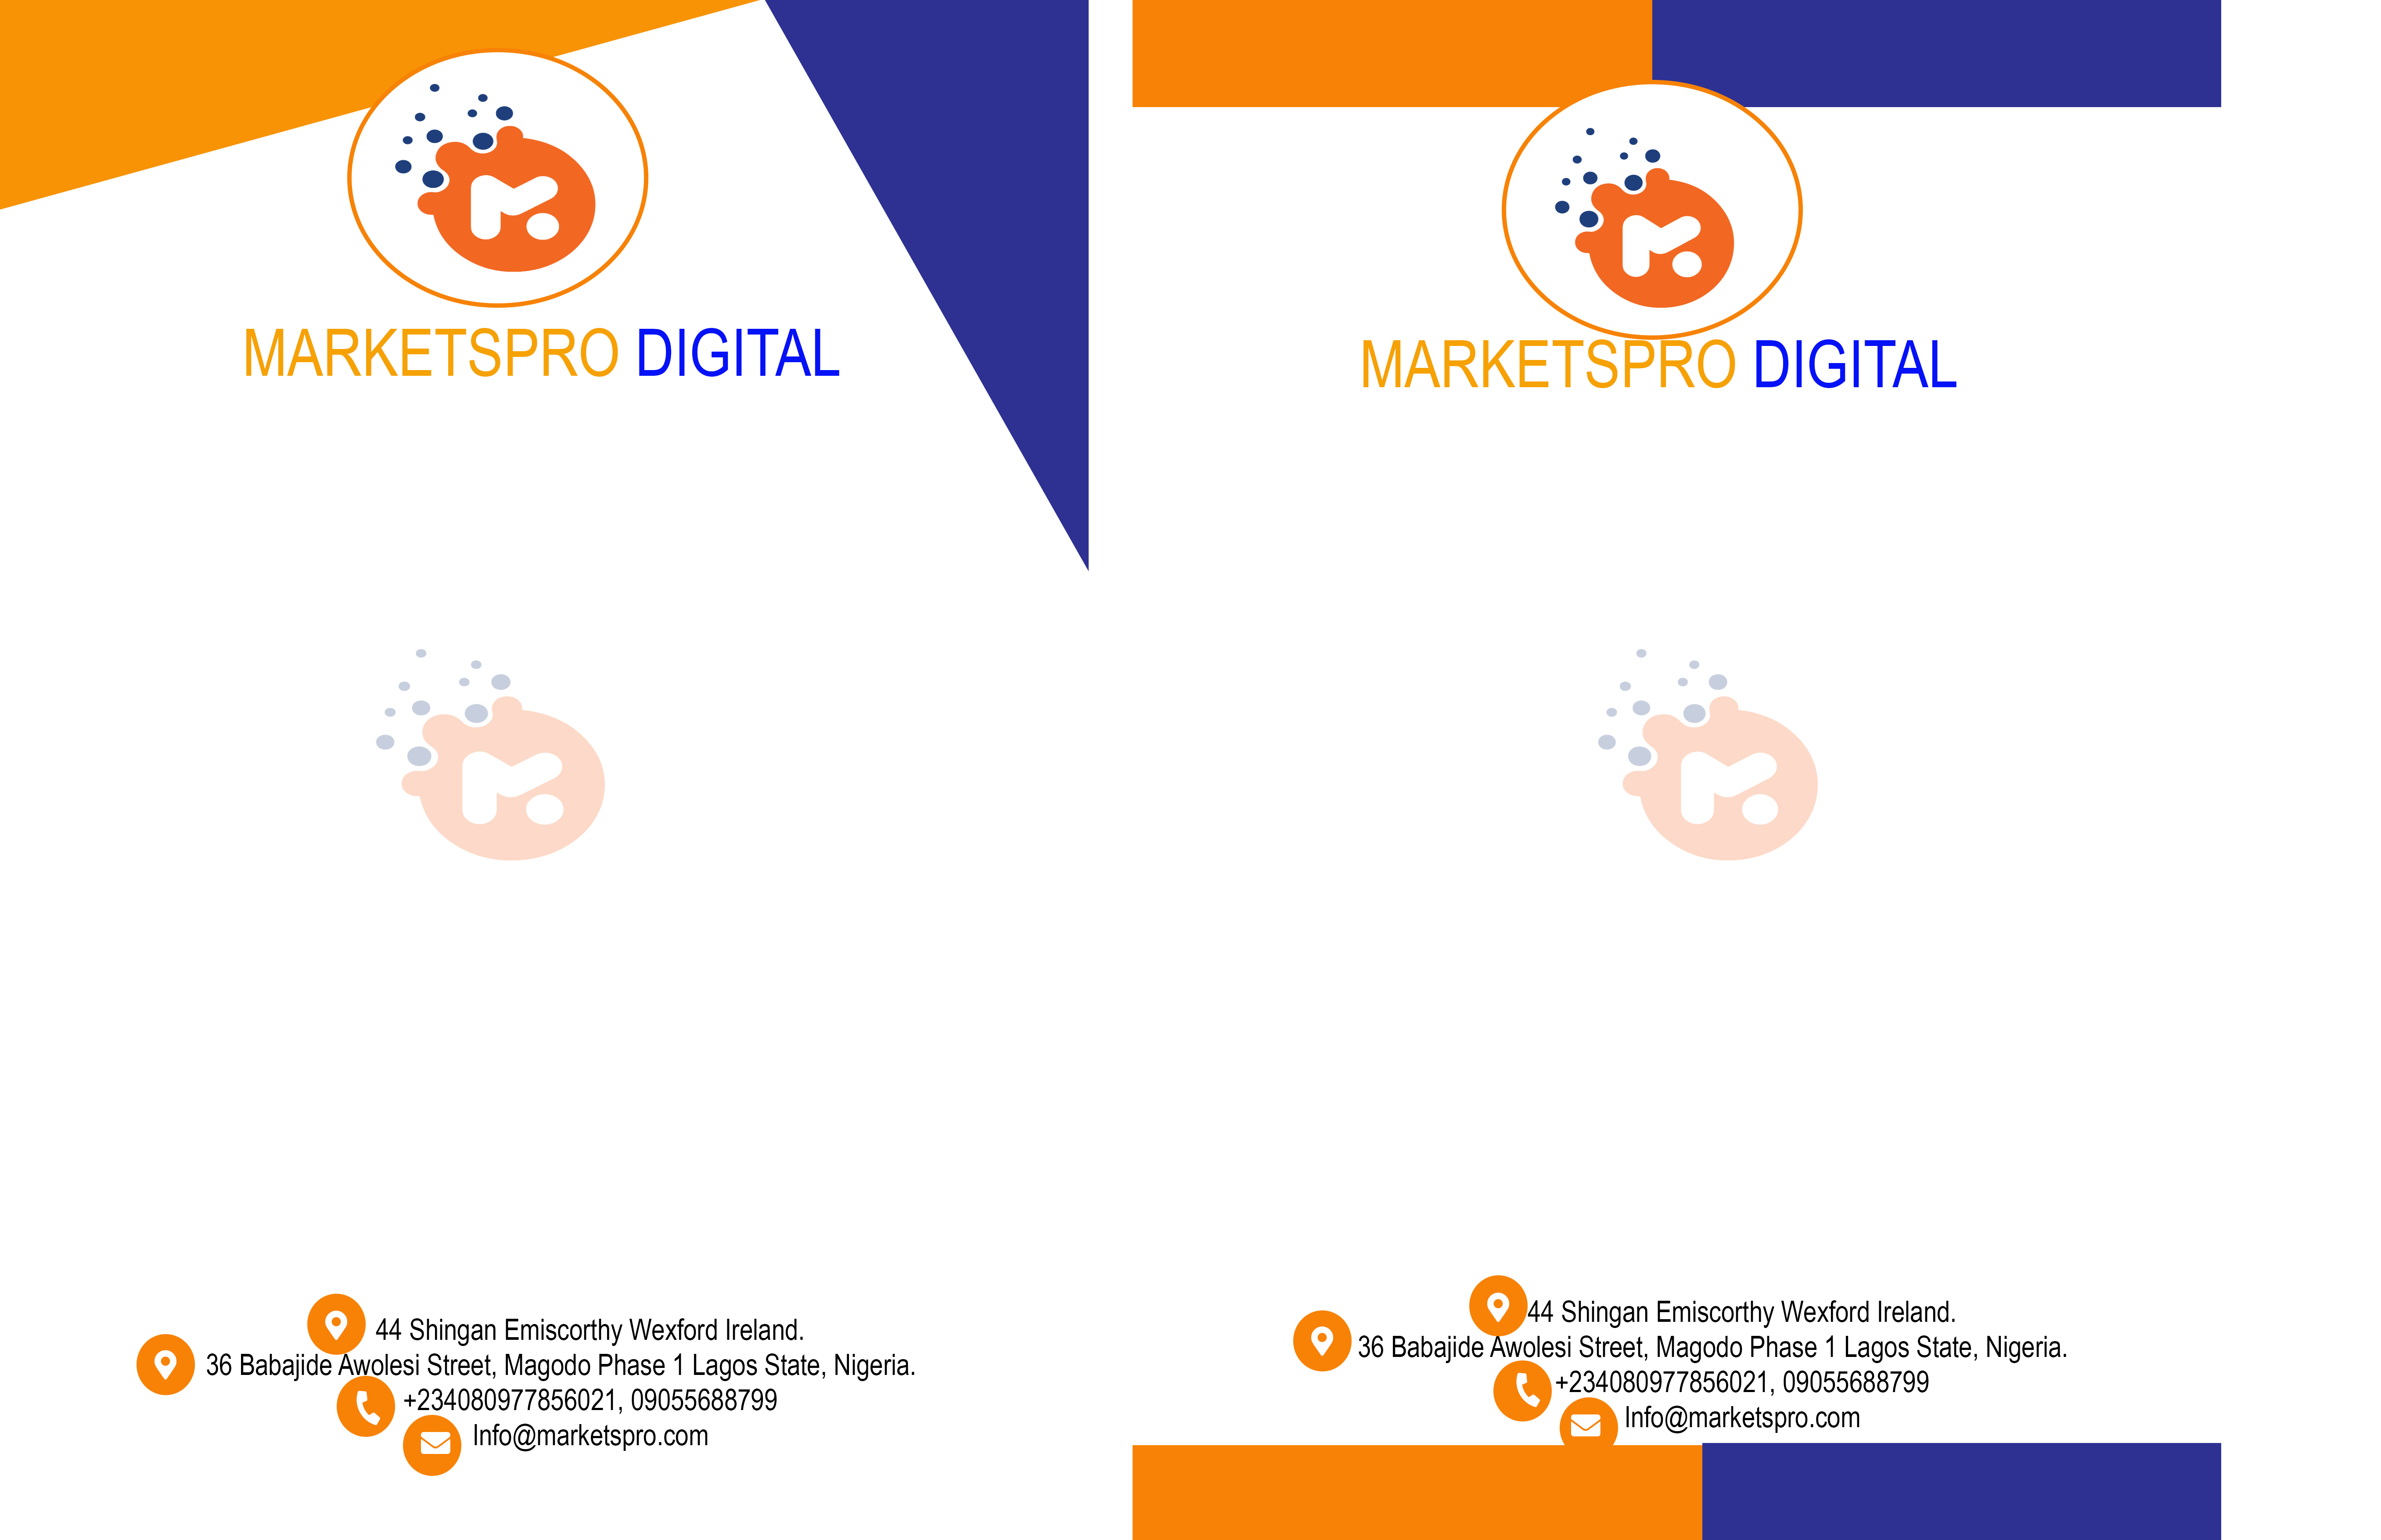 MARKETSPRO DIGITAL
44 Shingan Emiscorthy Wexford Ireland.
36 Babajide Awolesi Street, Magodo Phase 1 Lagos State, Nigeria.
+234080977856021, 09055688799
Info@marketspro.com
MARKETSPRO DIGITAL
44 Shingan Emiscorthy Wexford Ireland.
36 Babajide Awolesi Street, Magodo Phase 1 Lagos State, Nigeria.
+234080977856021, 09055688799
Info@marketspro.com